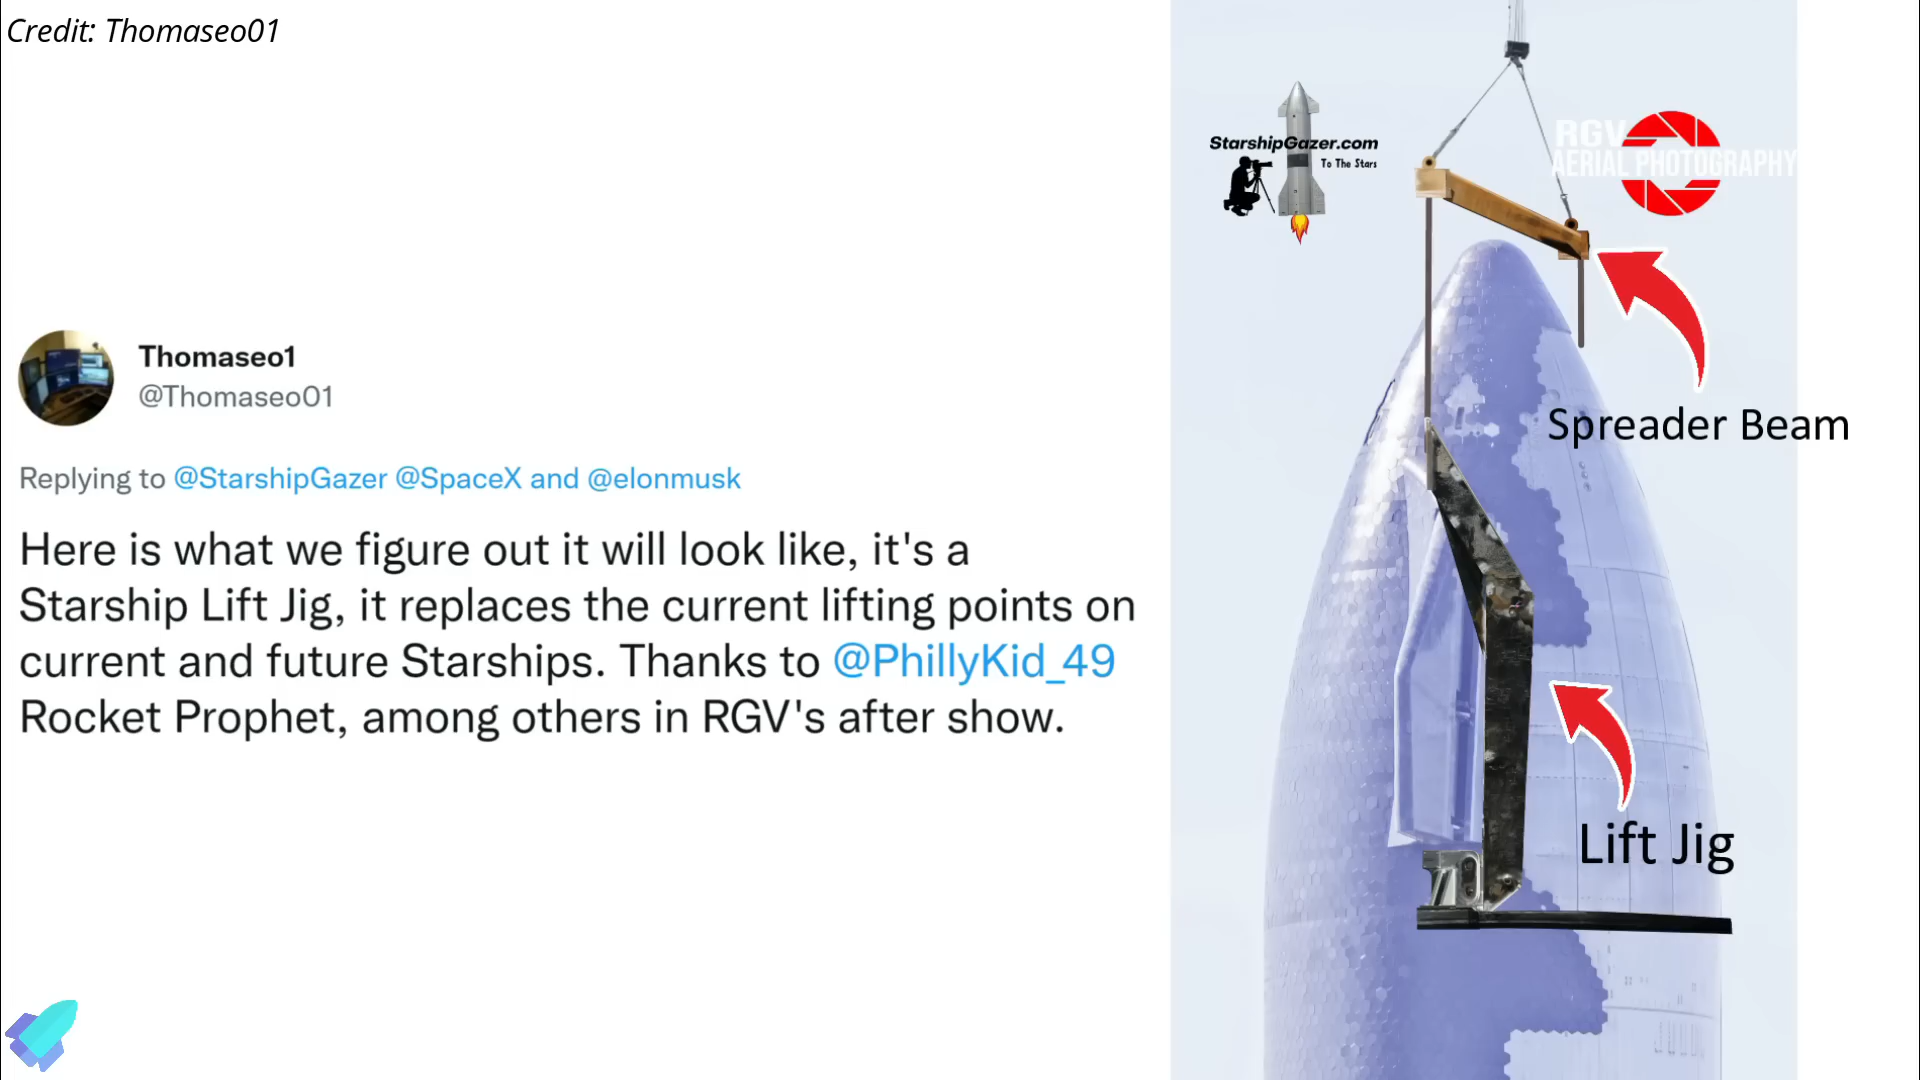 Credit: Thomaseo01
StarshipGazer.com
To The Stars
RGV
AERIAL PHOTOGRAPHY
Spreader Beam
Thomaseo1
@Thomaseo01
Replying to @StarshipGazer @SpaceX and @elonmusk
Here is what we figure out it will look like, it's a
Starship Lift Jig, it replaces the current lifting points on
current and future Starships. Thanks to @PhillyKid_49
Rocket Prophet, among others in RGV's after show.
Lift Jig